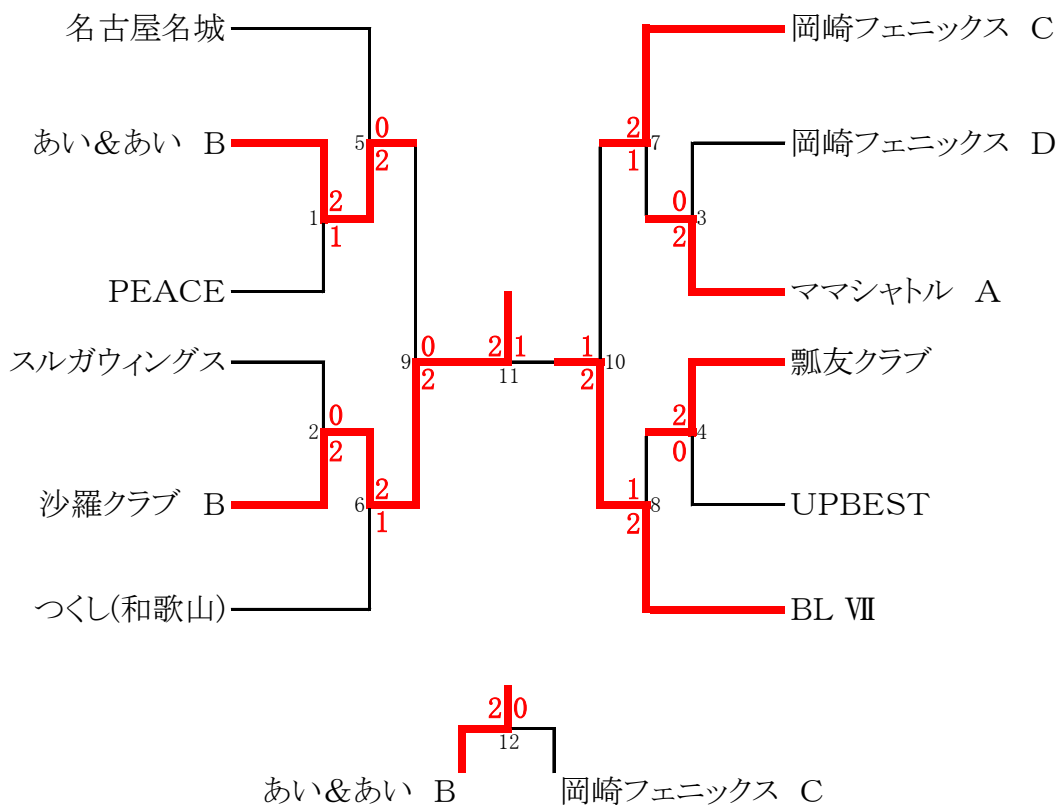 名古屋名城
岡崎フェニックス C
あい&あい B
5
0
2
2
1
7
岡崎フェニックス D
1
2
1
0
2
3
PEACE
ママシャトル A
スルガウィングス
9
0
2
2
1
11
1
2
10
瓢友クラブ
2
0
2
2
0
4
沙羅クラブ B
6
2
1
1
2
8
UPBEST
つくし(和歌山)
BL Ⅶ
2
0
12
あい&あい B
岡崎フェニックス C